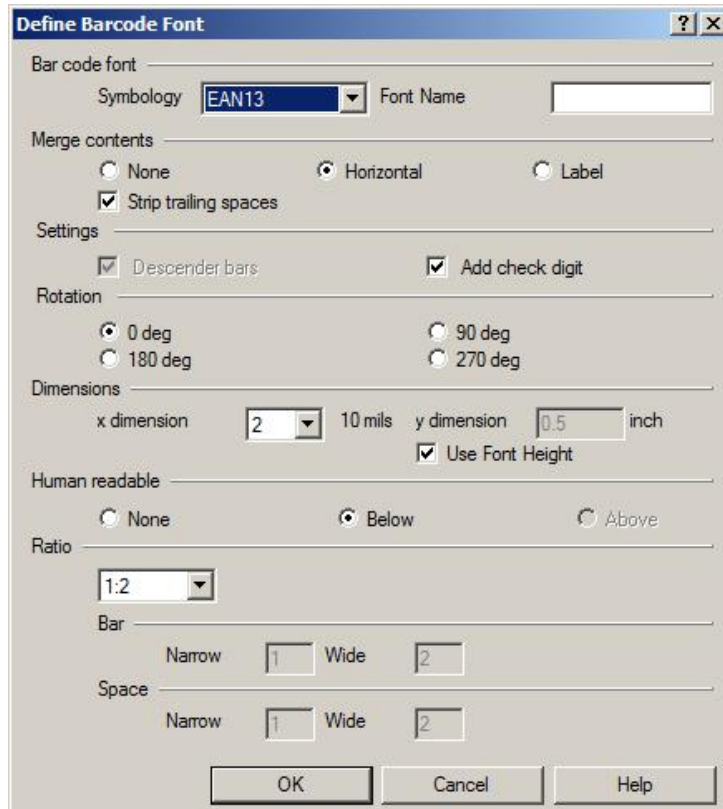 Define Barcode Font
Bar code font
Symbology EAN13 Font Name
Merge contents
None Horizontal Label
Strip trailing spaces
Settings
Descender bars Add check digit
Rotation
0 deg 90 deg
180 deg 270 deg
Dimensions
x dimension 2 10 mils y dimension 0.5 inch
Use Font Height
Human readable
None Below Above
Ratio
1:2
Bar
Narrow 1 Wide 2
Space
Narrow 1 Wide 2
OK Cancel Help